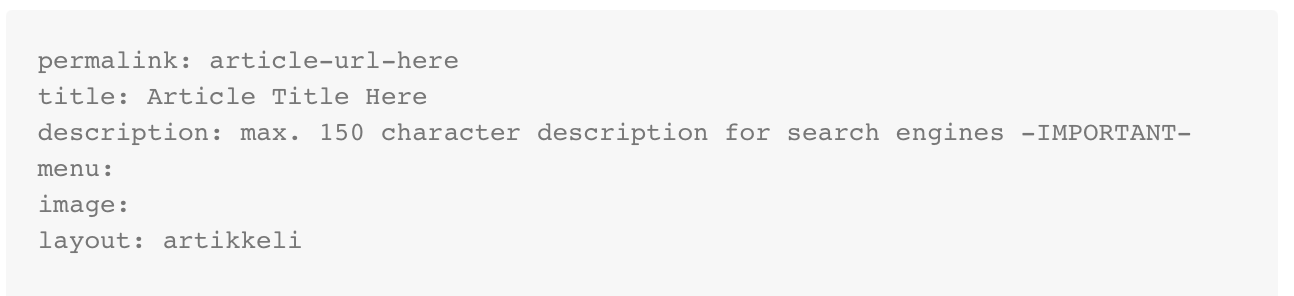 permalink: article-url-here
title: Article Title Here
description: max. 150 character description for search engines -IMPORTANT-
menu:
image:
layout: artikkeli